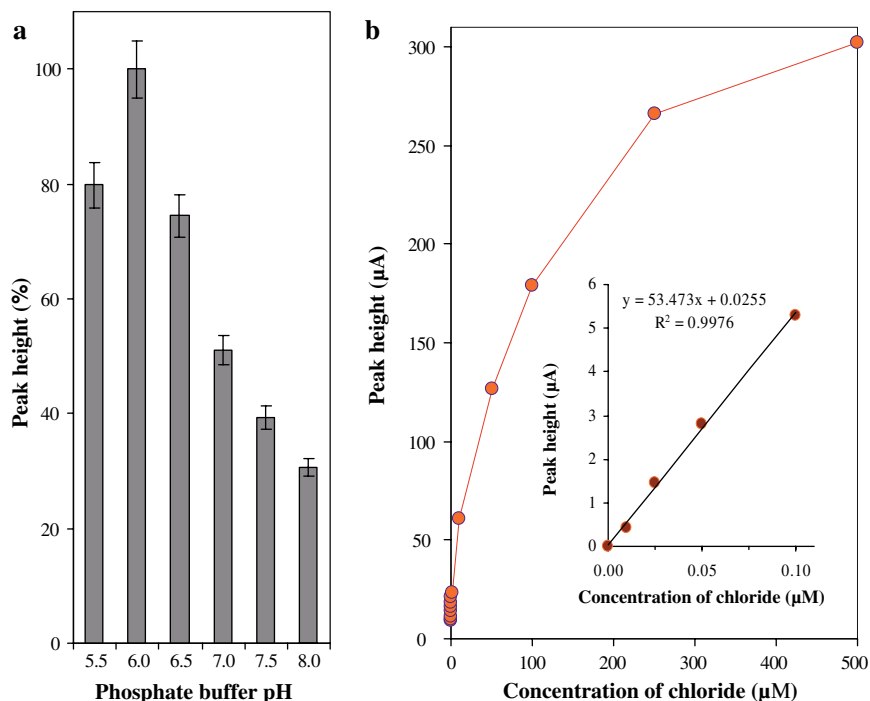 a
Peak height (%)
100
80
60
40
20
0
5.5 6.0 6.5 7.0 7.5 8.0
Phosphate buffer pH
b
Peak height (µA)
300
250
200
150
100
50
0
0 100 200 300 400 500
Concentration of chloride (µM)
y = 53.473x + 0.0255
R² = 0.9976
Peak height (µA)
6
5
4
3
2
1
0
0.00 0.05 0.10
Concentration of chloride (µM)